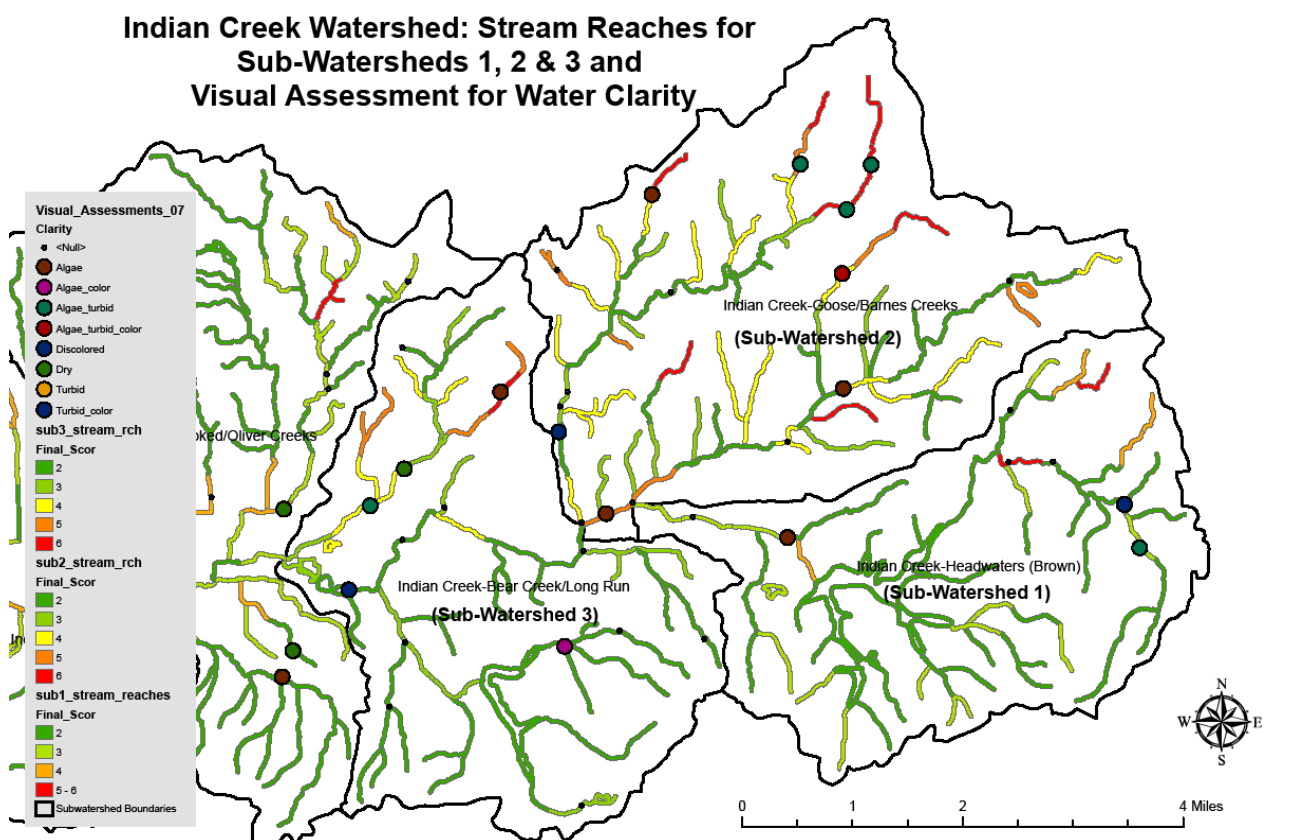 Indian Creek Watershed: Stream Reaches for
Sub-Watersheds 1, 2 & 3 and
Visual Assessment for Water Clarity
Visual_Assessments_07
Clarity
<Null>
Algae
Algae_color
Algae_turbid
Algae_turbid_color
Discolored
Dry
Turbid
Turbid_color
sub3_stream_rch
Final_Scor
2
3
4
5
6
sub2_stream_rch
Final_Scor
2
3
4
5
6
sub1_stream_reaches
Final_Scor
2
3
4
5 - 6
Subwatershed Boundaries
Indian Creek-Goose/Barnes Creeks
(Sub-Watershed 2)
oked/Oliver Creeks
Indian Creek-Headwaters (Brown)
(Sub-Watershed 1)
Indian Creek-Bear Creek/Long Run
(Sub-Watershed 3)
In
N
W E
S
0 1 2 4 Miles